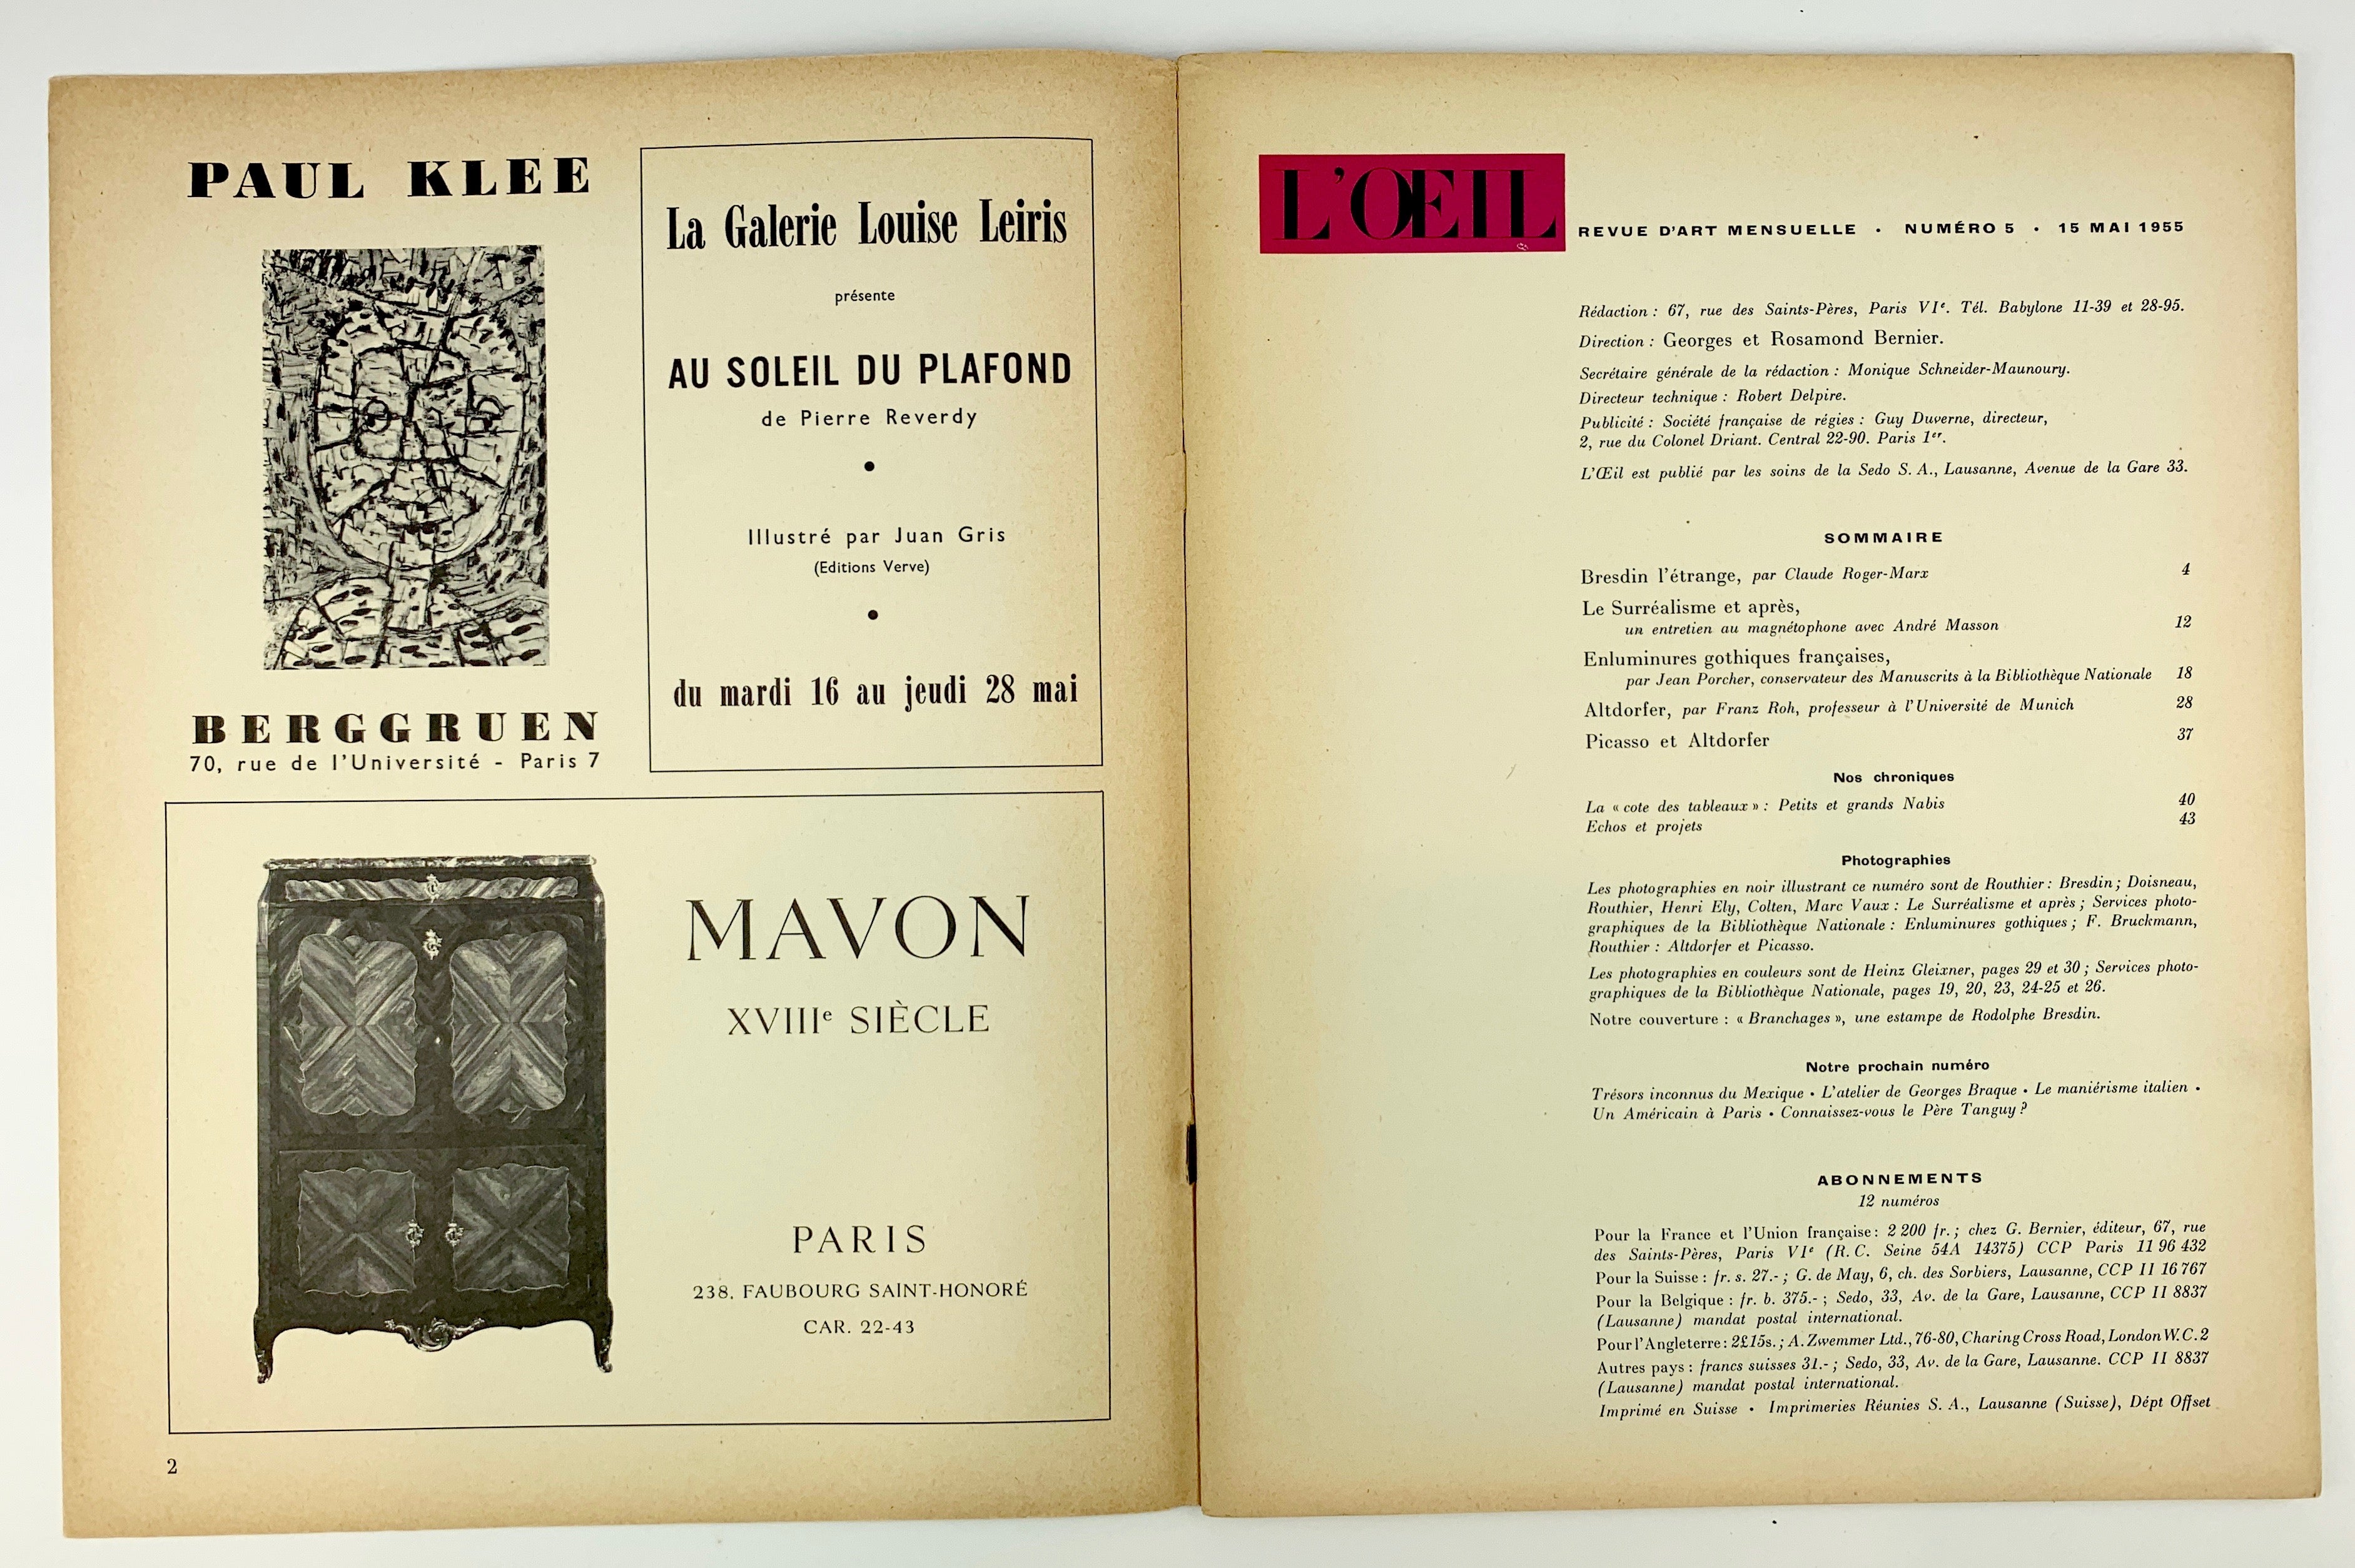 PAUL KLEE
BERGGRUEN
70, rue de l'Université - Paris 7
La Galerie Louise Leiris
présente
AU SOLEIL DU PLAFOND
de Pierre Reverdy
•
Illustré par Juan Gris
(Editions Verve)
•
du mardi 16 au jeudi 28 mai
MAVON
XVIIIe SIÈCLE
PARIS
238. FAUBOURG SAINT-HONORÉ
CAR. 22-43
2
L'ŒIL
REVUE D'ART MENSUELLE • NUMÉRO 5 • 15 MAI 1955
Rédaction : 67, rue des Saints-Pères, Paris VIe. Tél. Babylone 11-39 et 28-95.
Direction : Georges et Rosamond Bernier.
Secrétaire générale de la rédaction : Monique Schneider-Maunoury.
Directeur technique : Robert Delpire.
Publicité : Société française de régies : Guy Duverne, directeur,
2, rue du Colonel Driant. Central 22-90. Paris 1er.
L'Œil est publié par les soins de la Sedo S. A., Lausanne, Avenue de la Gare 33.
SOMMAIRE
Bresdin l'étrange, par Claude Roger-Marx 4
Le Surréalisme et après,
un entretien au magnétophone avec André Masson 12
Enluminures gothiques françaises,
par Jean Porcher, conservateur des Manuscrits à la Bibliothèque Nationale 18
Altdorfer, par Franz Roh, professeur à l'Université de Munich 28
Picasso et Altdorfer 37
Nos chroniques
La « cote des tableaux » : Petits et grands Nabis 40
Echos et projets 43
Photographies
Les photographies en noir illustrant ce numéro sont de Routhier : Bresdin ; Doisneau,
Routhier, Henri Ely, Colten, Marc Vaux : Le Surréalisme et après ; Services photo-
graphiques de la Bibliothèque Nationale : Enluminures gothiques ; F. Bruckmann,
Routhier : Altdorfer et Picasso.
Les photographies en couleurs sont de Heinz Gleixner, pages 29 et 30 ; Services photo-
graphiques de la Bibliothèque Nationale, pages 19, 20, 23, 24-25 et 26.
Notre couverture : « Branchages », une estampe de Rodolphe Bresdin.
Notre prochain numéro
Trésors inconnus du Mexique • L'atelier de Georges Braque • Le maniérisme italien •
Un Américain à Paris • Connaissez-vous le Père Tanguy ?
ABONNEMENTS
12 numéros
Pour la France et l'Union française : 2 200 fr. ; chez G. Bernier, éditeur, 67, rue
des Saints-Pères, Paris VIe (R. C. Seine 54A 14375) CCP Paris 11 96 432
Pour la Suisse : fr. s. 27.- ; G. de May, 6, ch. des Sorbiers, Lausanne, CCP II 16 767
Pour la Belgique : fr. b. 375.- ; Sedo, 33, Av. de la Gare, Lausanne, CCP II 8837
(Lausanne) mandat postal international.
Pour l'Angleterre : 2£15s. ; A. Zwemmer Ltd., 76-80, Charing Cross Road, London W.C.2
Autres pays : francs suisses 31.- ; Sedo, 33, Av. de la Gare, Lausanne. CCP II 8837
(Lausanne) mandat postal international.
Imprimé en Suisse • Imprimeries Réunies S. A., Lausanne (Suisse), Dépt Offset